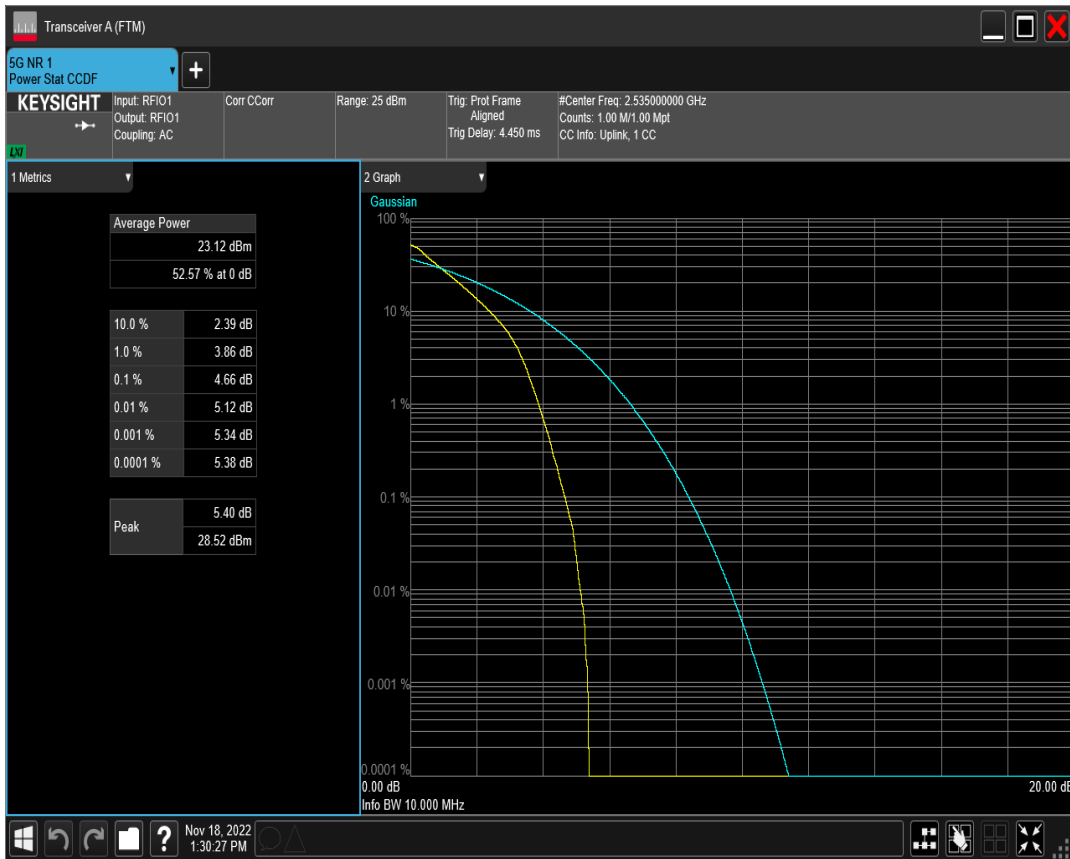 Transceiver A (FTM)
5G NR 1
Power Stat CCDF
KEYSIGHT
LXI
Input: RFIO1
Output: RFIO1
Coupling: AC
Corr CCorr
Range: 25 dBm
Trig: Prot Frame
Aligned
Trig Delay: 4.450 ms
#Center Freq: 2.535000000 GHz
Counts: 1.00 M/1.00 Mpt
CC Info: Uplink, 1 CC
1 Metrics
Average Power
23.12 dBm
52.57 % at 0 dB
10.0 % 2.39 dB
1.0 % 3.86 dB
0.1 % 4.66 dB
0.01 % 5.12 dB
0.001 % 5.34 dB
0.0001 % 5.38 dB
Peak
5.40 dB
28.52 dBm
2 Graph
Gaussian
100 %
10 %
1 %
0.1 %
0.01 %
0.001 %
0.0001 %
0.00 dB
20.00 dB
Info BW 10.000 MHz
?
Nov 18, 2022
1:30:27 PM